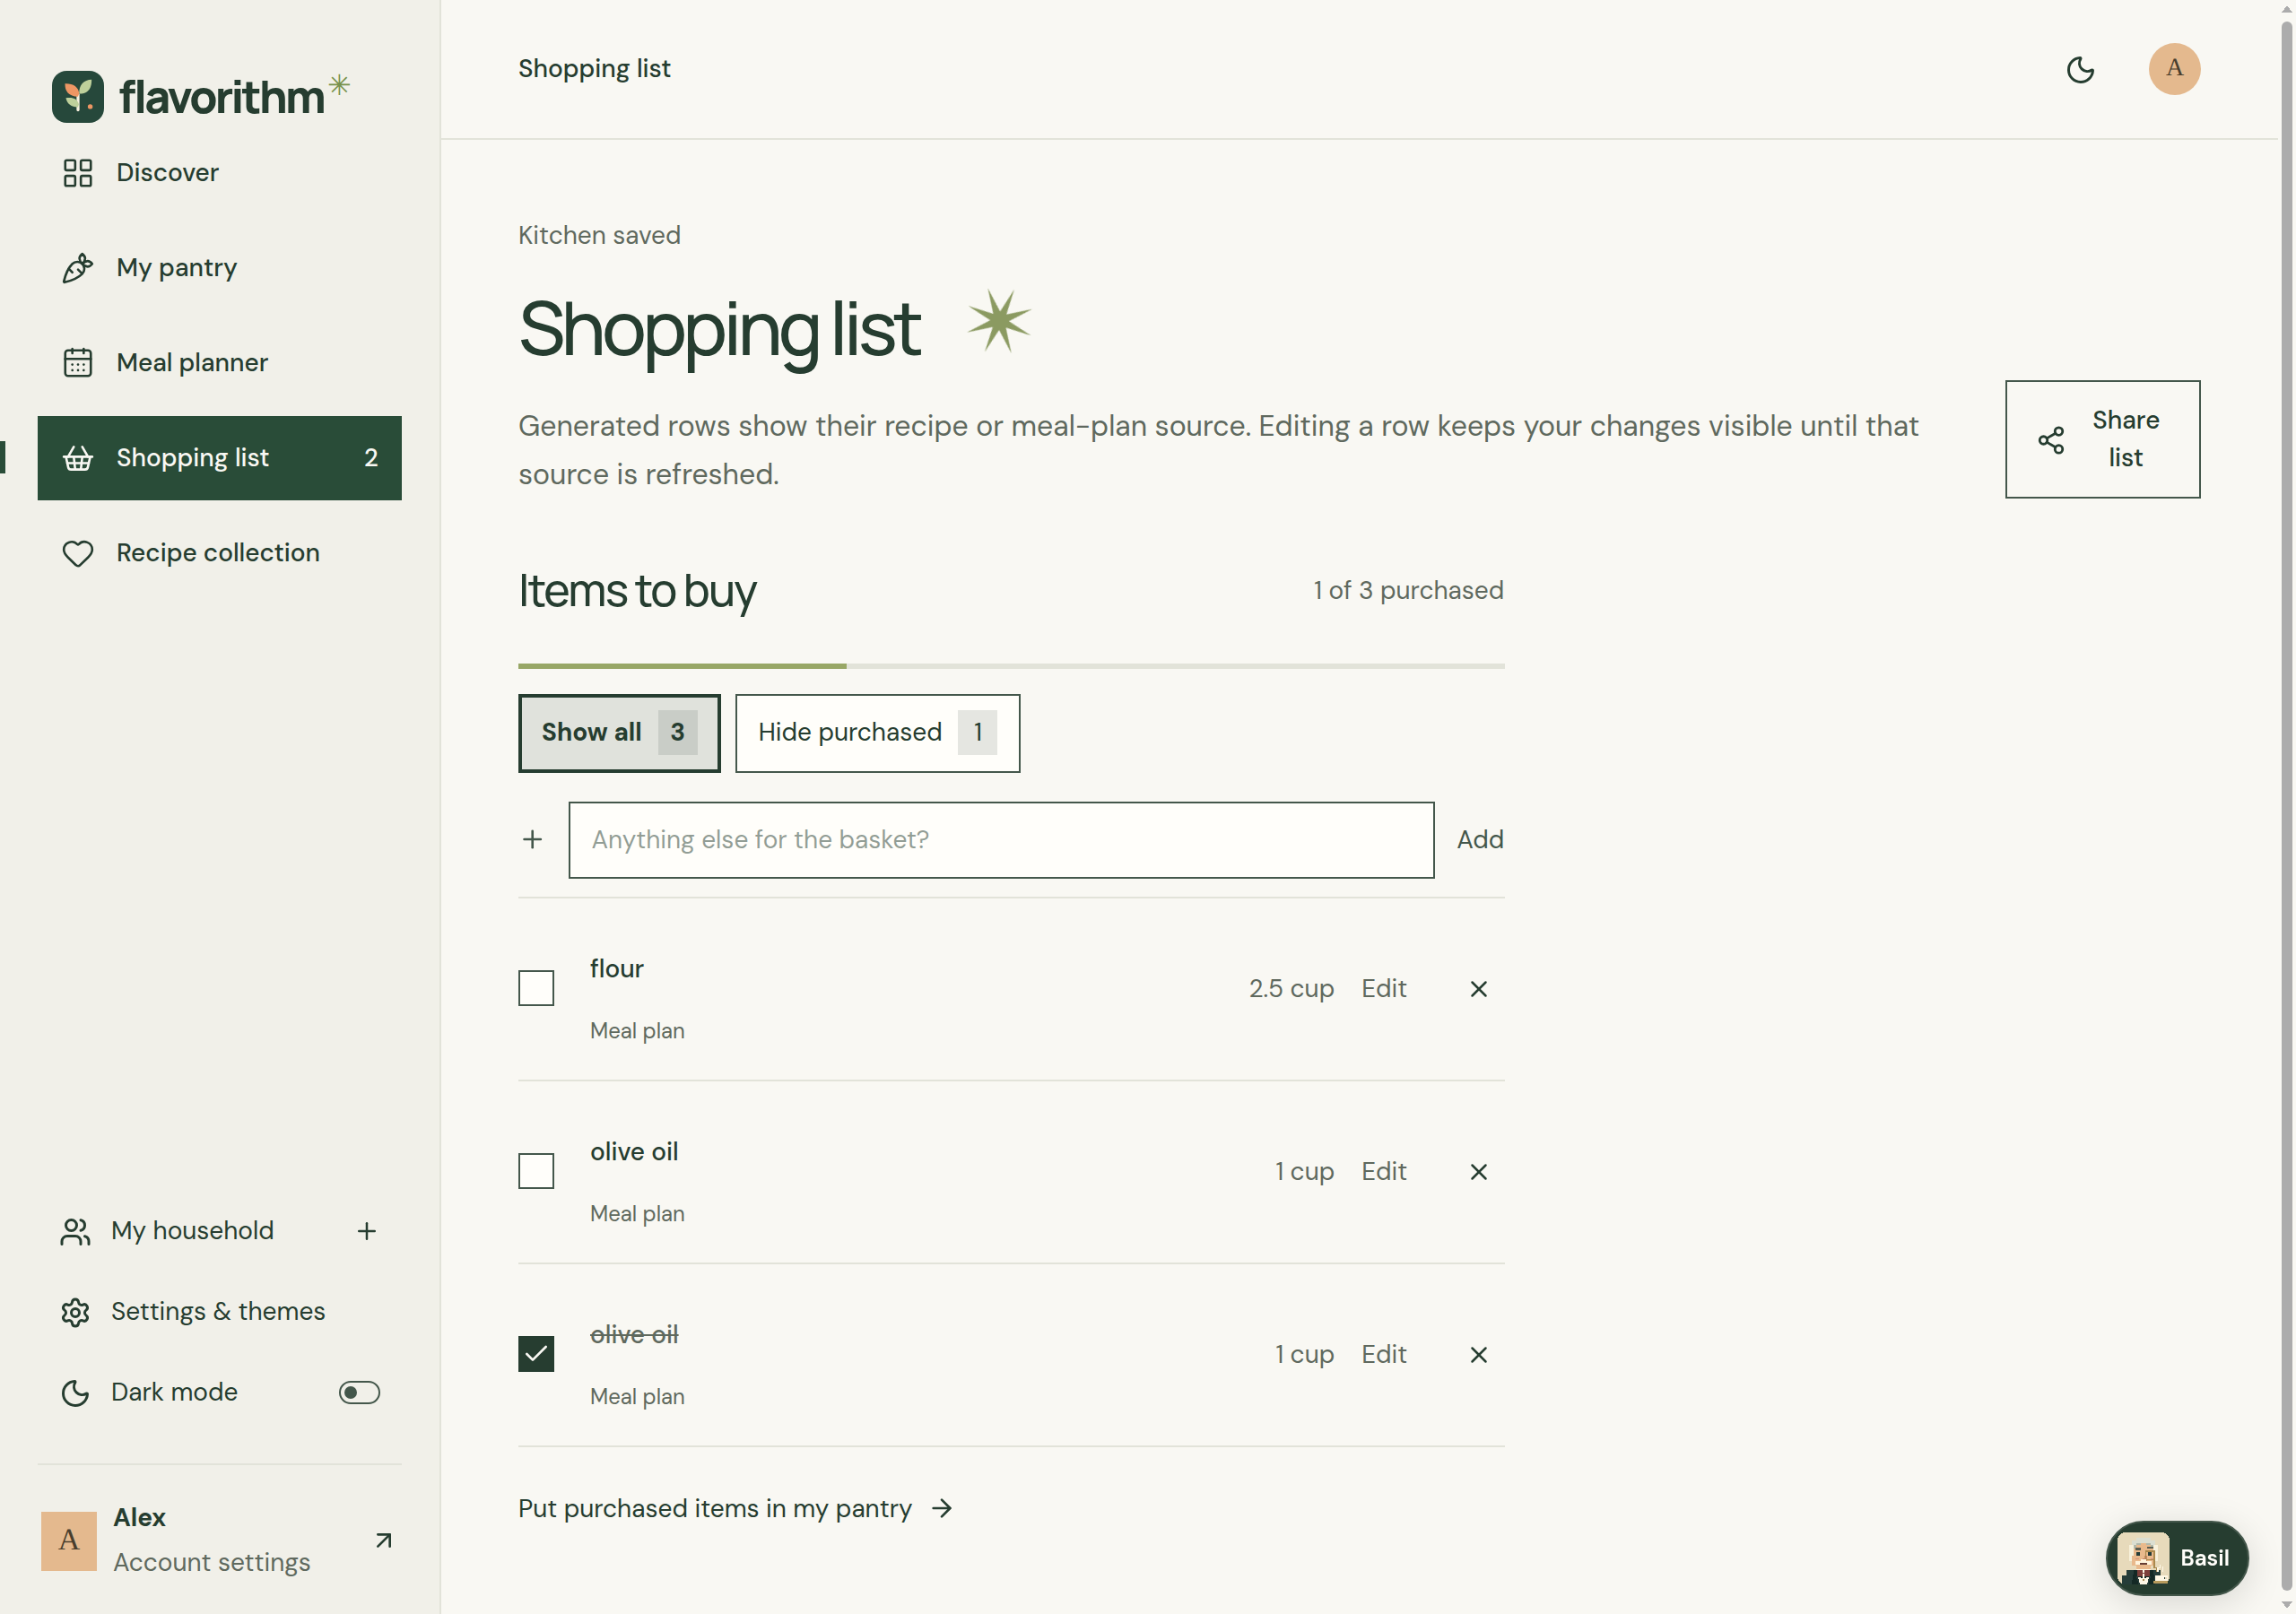 flavorithm
Discover
My pantry
Meal planner
Shopping list 2
Recipe collection
My household
Settings & themes
Dark mode
A
Alex
Account settings
Shopping list
A
Kitchen saved
Shopping list
Generated rows show their recipe or meal-plan source. Editing a row keeps your changes visible until that
source is refreshed.
Share
list
Items to buy
1 of 3 purchased
Show all 3
Hide purchased 1
Anything else for the basket?
Add
flour
2.5 cup Edit
Meal plan
olive oil
1 cup Edit
Meal plan
olive oil
1 cup Edit
Meal plan
Put purchased items in my pantry
Basil